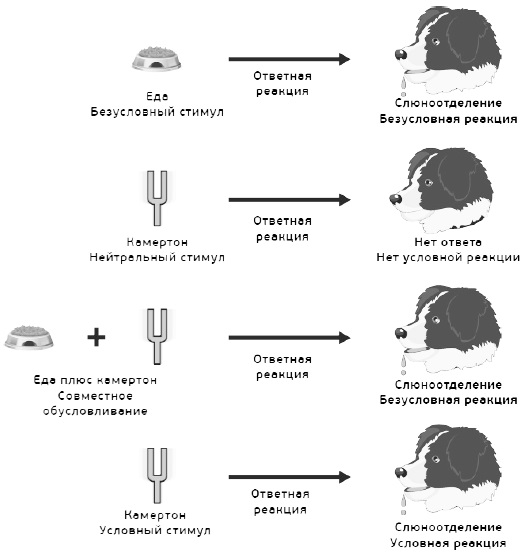 Еда
Безусловный стимул
Ответная
реакция
Слюноотделение
Безусловная реакция
Камертон
Нейтральный стимул
Ответная
реакция
Нет ответа
Нет условной реакции
Еда плюс камертон
Совместное
обусловливание
Ответная
реакция
Слюноотделение
Безусловная реакция
Камертон
Условный стимул
Ответная
реакция
Слюноотделение
Условная реакция